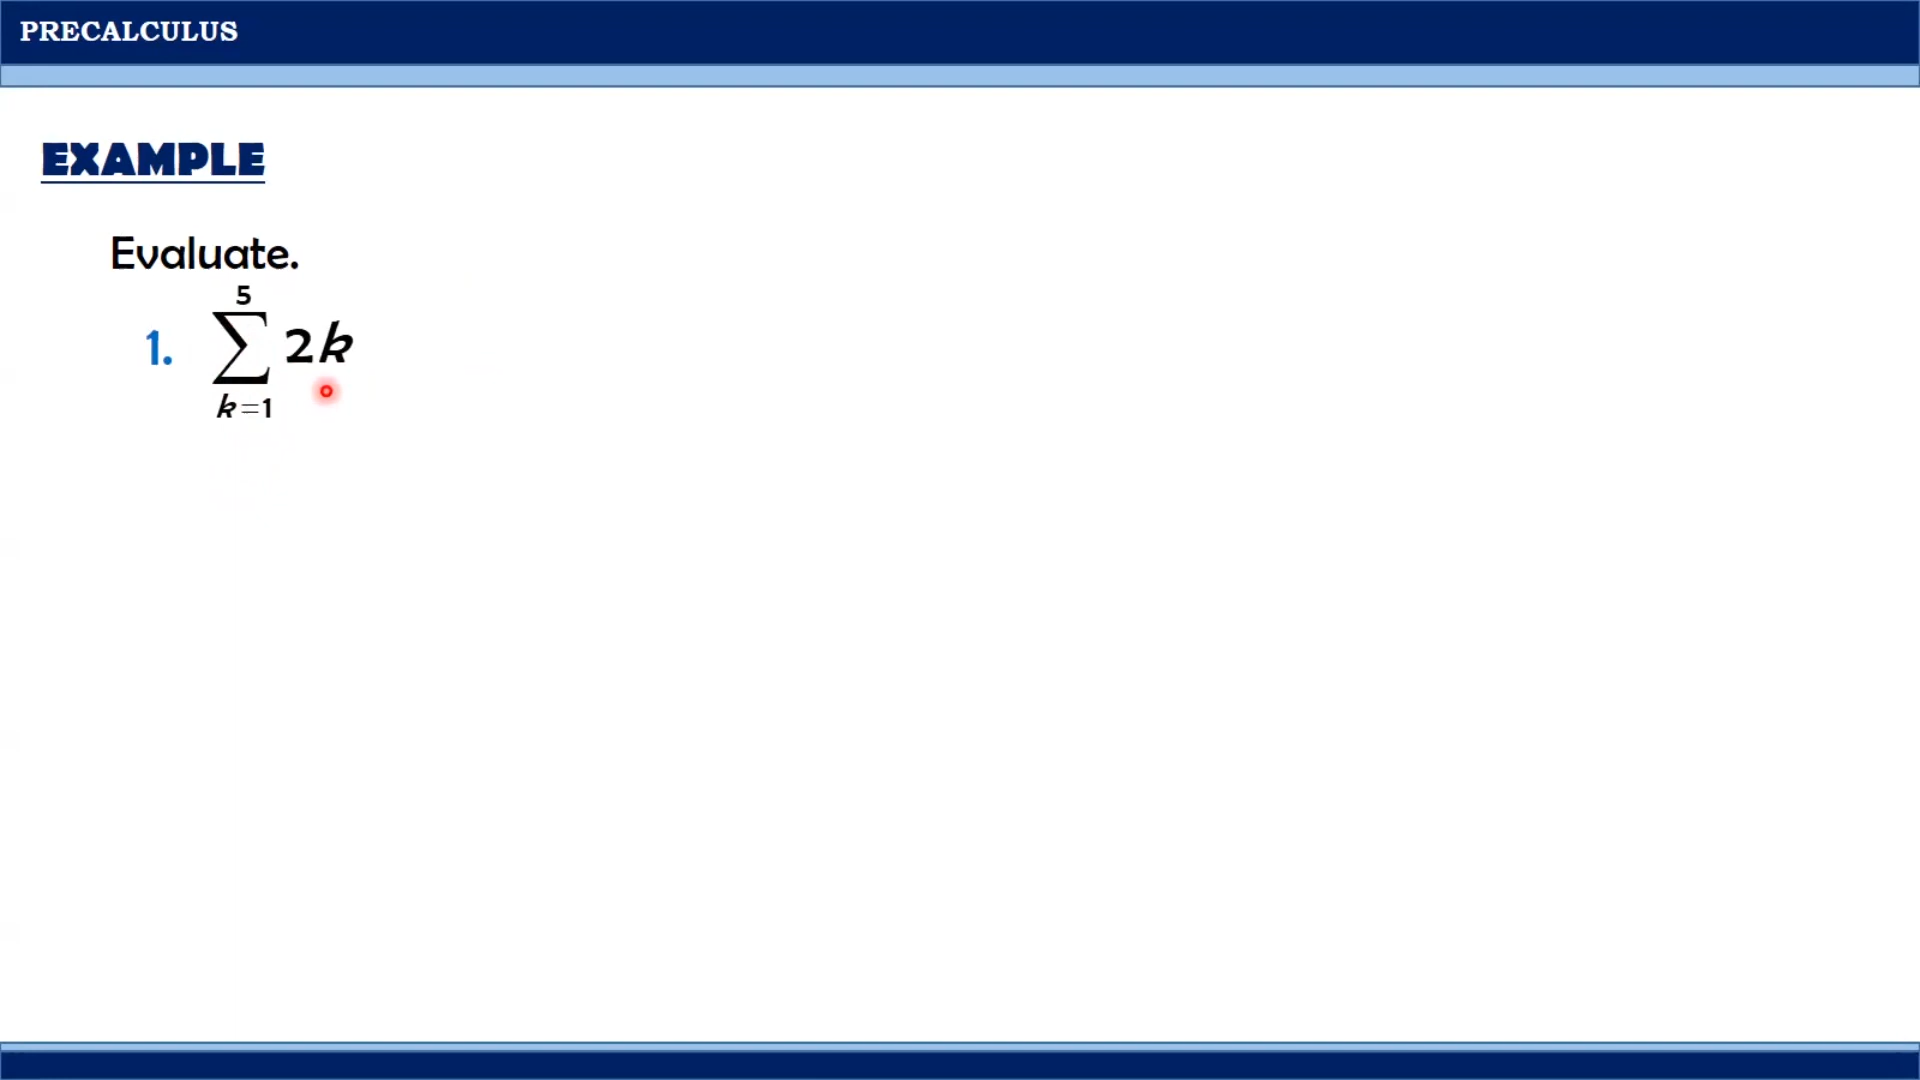 PRECALCULUS
EXAMPLE
Evaluate.
5
1. ∑ 2k
k=1